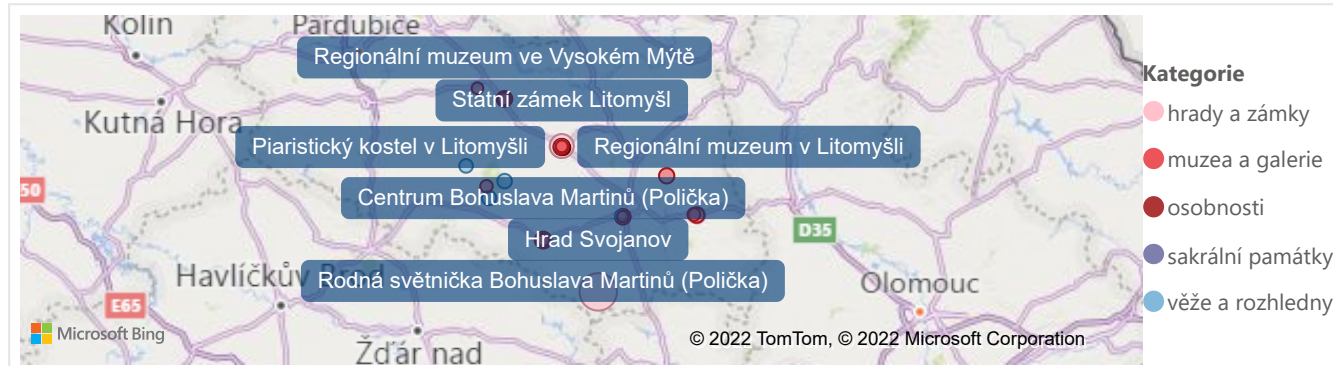 Kolín
Pardubice
Regionální muzeum ve Vysokém Mýtě
Kategorie
Státní zámek Litomyšl
hrady a zámky
Kutná Hora
Piaristický kostel v Litomyšli
Regionální muzeum v Litomyšli
muzea a galerie
50
Centrum Bohuslava Martinů (Polička)
osobnosti
D35
Hrad Svojanov
sakrální památky
Havlíčkův Brod
Rodná světnička Bohuslava Martinů (Polička)
Olomouc
E65
věže a rozhledny
Microsoft Bing
© 2022 TomTom, © 2022 Microsoft Corporation
Žďár nad